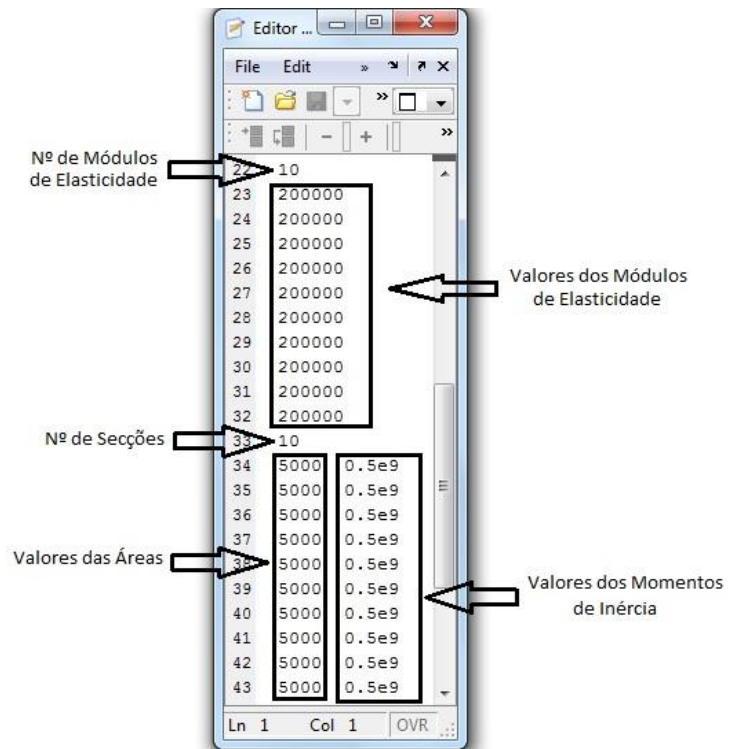 Editor ...
File Edit » 
»
»
22 10
23 200000
24 200000
25 200000
26 200000
27 200000
28 200000
29 200000
30 200000
31 200000
32 200000
33 10
34 5000 0.5e9
35 5000 0.5e9
36 5000 0.5e9
37 5000 0.5e9
38 5000 0.5e9
39 5000 0.5e9
40 5000 0.5e9
41 5000 0.5e9
42 5000 0.5e9
43 5000 0.5e9
Ln 1 Col 1 OVR
Nº de Módulos
de Elasticidade
Valores dos Módulos
de Elasticidade
Nº de Secções
Valores das Áreas
Valores dos Momentos
de Inércia